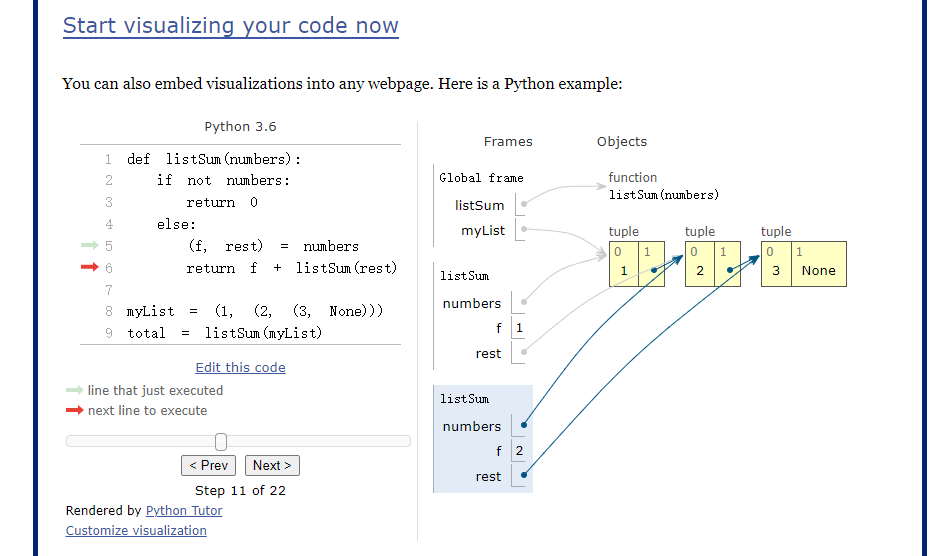 Start visualizing your code now
You can also embed visualizations into any webpage. Here is a Python example:
Python 3.6
1 def listSum(numbers):
2 if not numbers:
3 return 0
4 else:
5 (f, rest) = numbers
6 return f + listSum(rest)
7
8 myList = (1, (2, (3, None)))
9 total = listSum(myList)
Edit this code
line that just executed
next line to execute
< Prev Next >
Step 11 of 22
Rendered by Python Tutor
Customize visualization
Frames Objects
Global frame
listSum
myList
function
listSum(numbers)
tuple tuple tuple
0 1 0 1 0 1
1 2 3 None
listSum
numbers
f 1
rest
listSum
numbers
f 2
rest